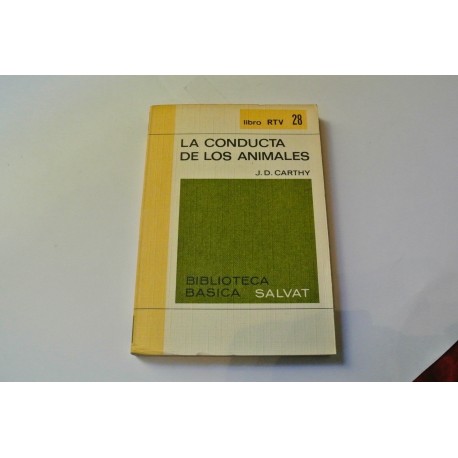 libro RTV 28
LA CONDUCTA
DE LOS ANIMALES
J. D. CARTHY
BIBLIOTECA
BASICA SALVAT